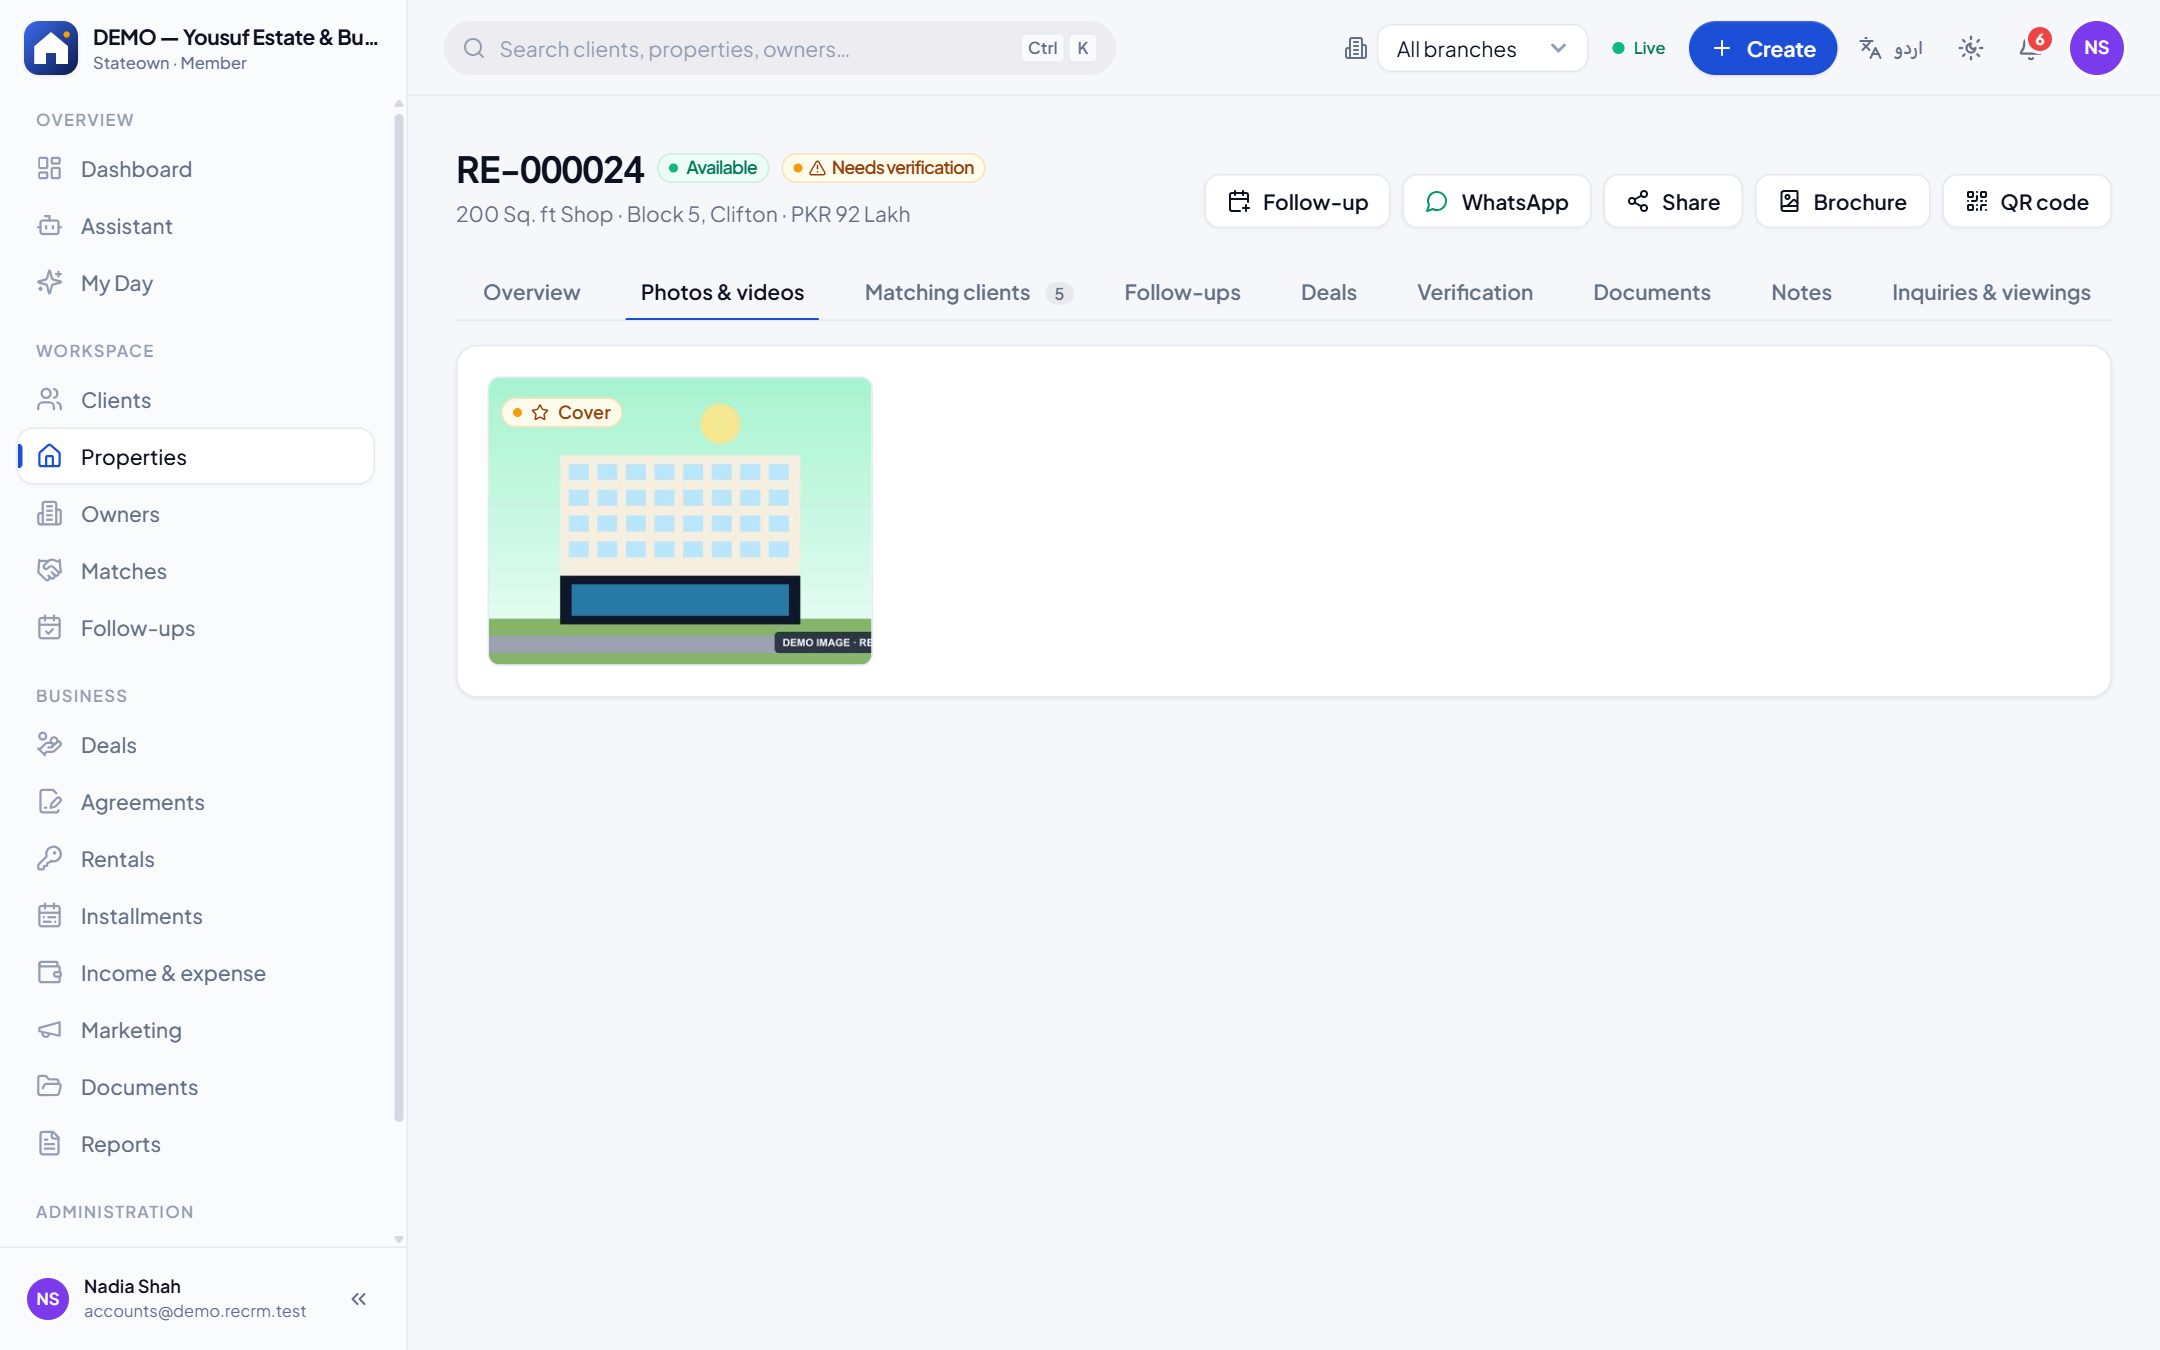 DEMO — Yousuf Estate & Bu...
Stateown · Member
Search clients, properties, owners...
Ctrl K
All branches
Live
Create
اردو
6
NS
OVERVIEW
Dashboard
Assistant
My Day
WORKSPACE
Clients
Properties
Owners
Matches
Follow-ups
BUSINESS
Deals
Agreements
Rentals
Installments
Income & expense
Marketing
Documents
Reports
ADMINISTRATION
NS
Nadia Shah
accounts@demo.recrm.test
RE-000024
Available
Needs verification
200 Sq. ft Shop · Block 5, Clifton · PKR 92 Lakh
Follow-up
WhatsApp
Share
Brochure
QR code
Overview
Photos & videos
Matching clients 5
Follow-ups
Deals
Verification
Documents
Notes
Inquiries & viewings
Cover
DEMO IMAGE · RE